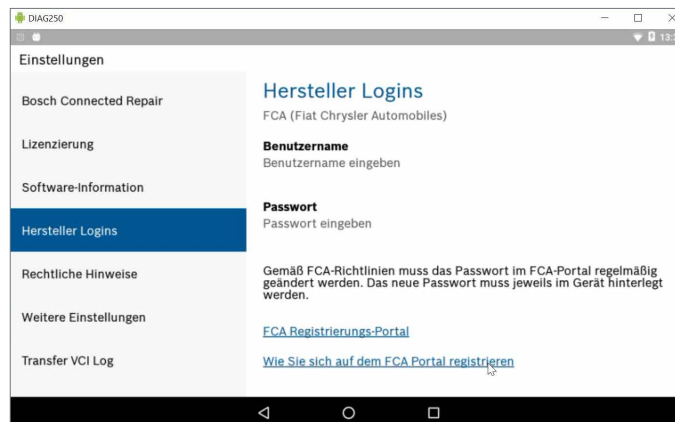 DIAG250
Einstellungen
Bosch Connected Repair
Lizenzierung
Software-Information
Hersteller Logins
Rechtliche Hinweise
Weitere Einstellungen
Transfer VCI Log
Hersteller Logins
FCA (Fiat Chrysler Automobiles)
Benutzername
Benutzername eingeben
Passwort
Passwort eingeben
Gemäß FCA-Richtlinien muss das Passwort im FCA-Portal regelmäßig
geändert werden. Das neue Passwort muss jeweils im Gerät hinterlegt
werden.
FCA Registrierungs-Portal
Wie Sie sich auf dem FCA Portal registrieren